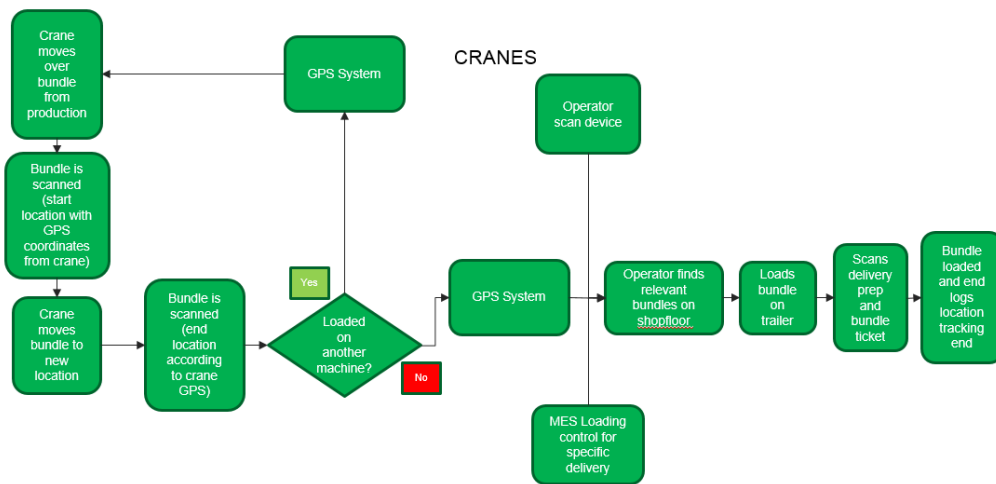 CRANES
Crane
moves
over
bundle
from
production
GPS System
Operator
scan device
Bundle is
scanned
(start
location with
GPS
coordinates
from crane)
Crane
moves
bundle to
new
location
Bundle is
scanned
(end
location
according
to crane
GPS)
Yes
Loaded
on
another
machine?
No
GPS System
Operator finds
relevant
bundles on
shopfloor
Loads
bundle
on
trailer
Scans
delivery
prep
and
bundle
ticket
Bundle
loaded
and end
logs
location
tracking
end
MES Loading
control for
specific
delivery